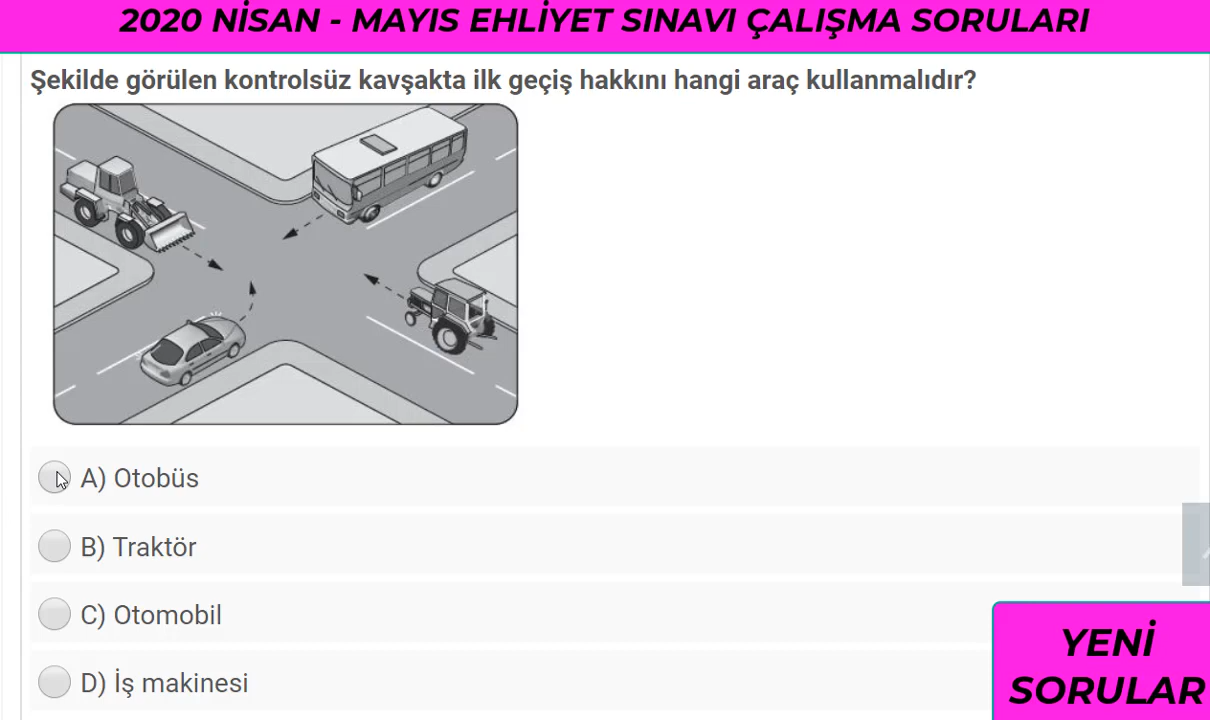 2020 NİSAN - MAYIS EHLİYET SINAVI ÇALIŞMA SORULARI
Şekilde görülen kontrolsüz kavşakta ilk geçiş hakkını hangi araç kullanmalıdır?
A) Otobüs
B) Traktör
C) Otomobil
D) İş makinesi
YENİ
SORULAR